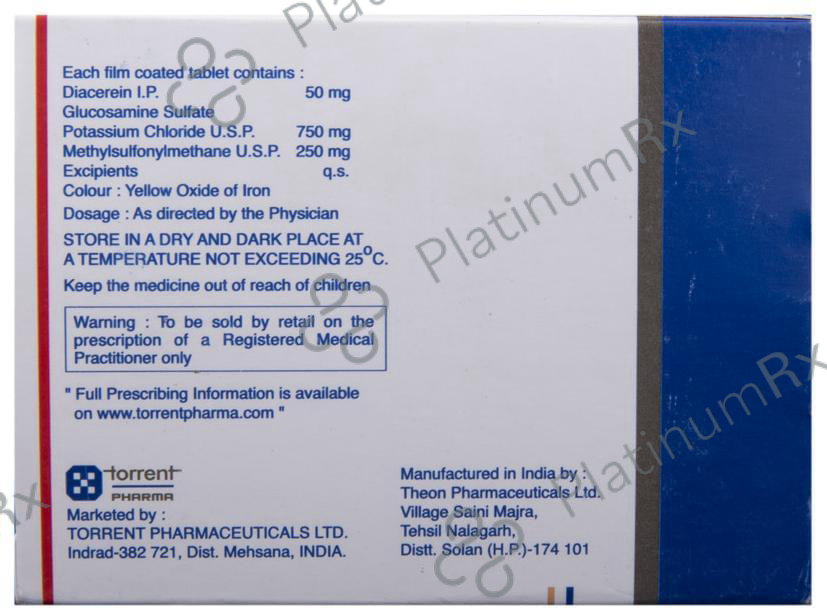 Each film coated tablet contains :
Diacerein I.P. 50 mg
Glucosamine Sulfate
Potassium Chloride U.S.P. 750 mg
Methylsulfonylmethane U.S.P. 250 mg
Excipients q.s.
Colour : Yellow Oxide of Iron
Dosage : As directed by the Physician
STORE IN A DRY AND DARK PLACE AT
A TEMPERATURE NOT EXCEEDING 25°C.
Keep the medicine out of reach of children
Warning : To be sold by retail on the
prescription of a Registered Medical
Practitioner only
" Full Prescribing Information is available
on www.torrentpharma.com "
torrent
PHARMA
Marketed by :
TORRENT PHARMACEUTICALS LTD.
Indrad-382 721, Dist. Mehsana, INDIA.
Manufactured in India by :
Theon Pharmaceuticals Ltd.
Village Saini Majra,
Tehsil Nalagarh,
Distt. Solan (H.P.)-174 101
Pla
PlatinumRx
PlatinumRx
Rx